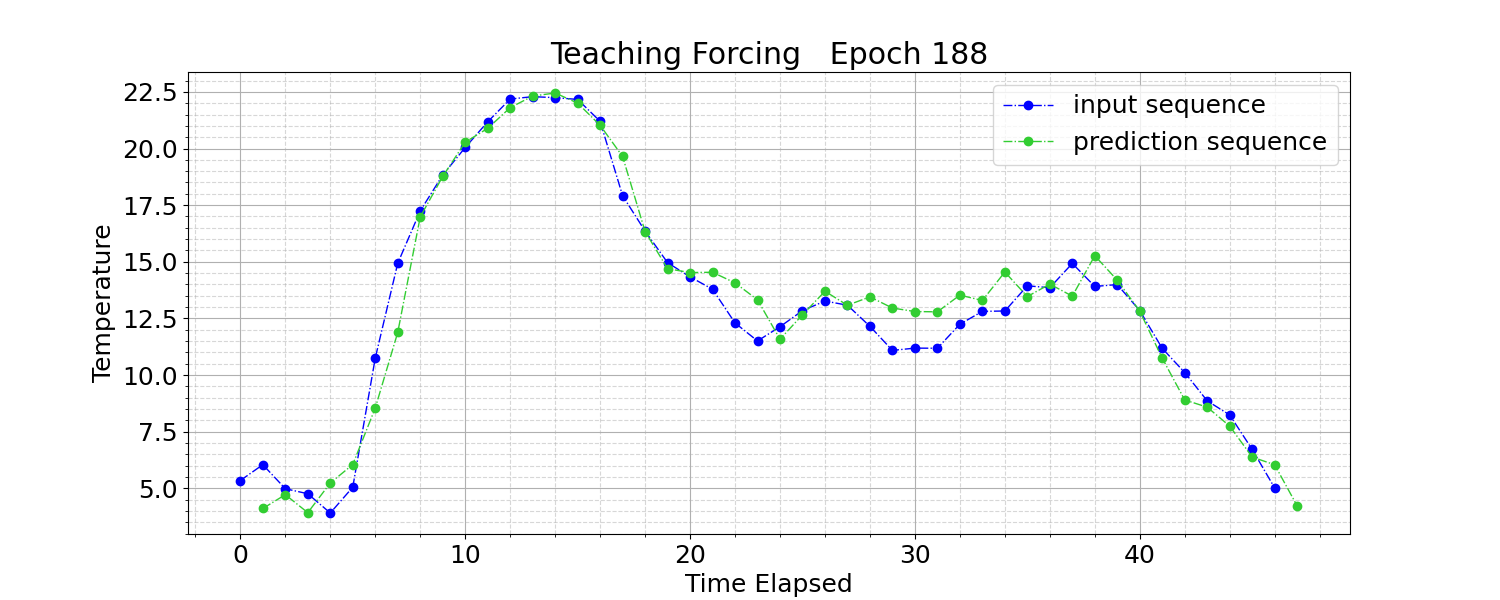 Teaching Forcing   Epoch 188
22.5
20.0
17.5
15.0
12.5
10.0
7.5
5.0
Temperature
input sequence
prediction sequence
0 10 20 30 40
Time Elapsed